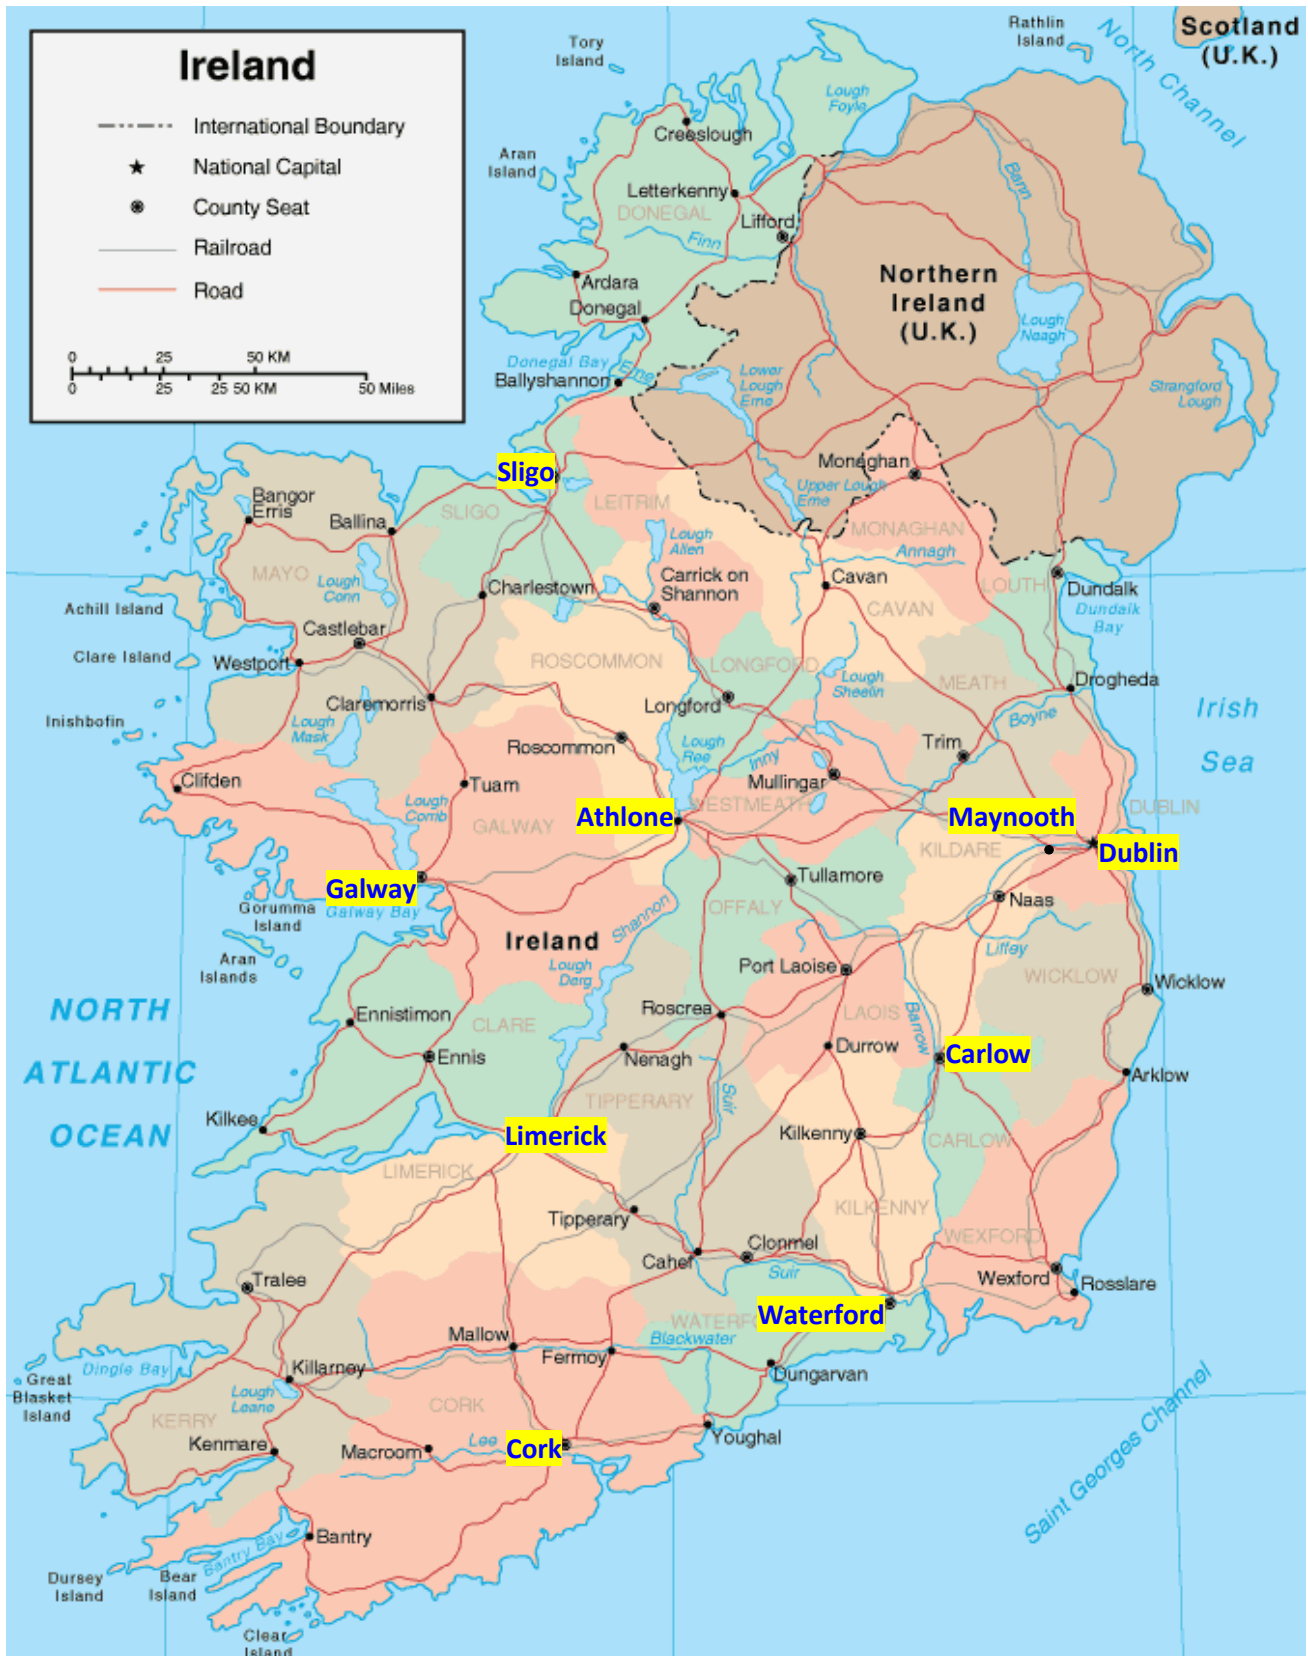 Ireland
International Boundary
National Capital
County Seat
Railroad
Road
0 25 50 KM
0 25 25 50 KM 50 Miles
Scotland
(U.K.)
Rathlin
Island
North Channel
Tory
Island
Lough
Foyle
Creeslough
Aran
Island
Letterkenny
DONEGAL
Lifford
Finn
Bann
Northern
Ireland
(U.K.)
Ardara
Donegal
Lough
Neagh
Donegal Bay
Erne
Ballyshannon
Lower
Lough
Erne
Strangford
Lough
Sligo
Monaghan
Upper Lough
Erne
Bangor
Erris
Ballina
SLIGO
LEITRIM
MONAGHAN
Lough
Allen
Annagh
MAYO
Lough
Conn
Charlestown
Carrick on
Shannon
Cavan
CAVAN
LOUTH
Dundalk
Dundalk
Bay
Achill Island
Castlebar
Clare Island
Westport
ROSCOMMON
LONGFORD
Lough
Sheelin
MEATH
Drogheda
Inishbofin
Claremorris
Longford
Boyne
Irish
Sea
Lough
Mask
Roscommon
Lough
Ree
Inny
Trim
Mullingar
Clifden
Tuam
Lough
Comb
GALWAY
Athlone
WESTMEATH
Maynooth
DUBLIN
KILDARE
Dublin
Galway
Galway Bay
Gorumma
Island
Tullamore
OFFALY
Naas
Shannon
Ireland
Liffey
Aran
Islands
Lough
Derg
Port Laoise
WICKLOW
Wicklow
NORTH
ATLANTIC
OCEAN
Ennistimon
CLARE
Roscrea
LAOIS
Barrow
Ennis
Nenagh
Durrow
Carlow
Arklow
TIPPERARY
Suir
Kilkee
Limerick
Kilkenny
CARLOW
LIMERICK
Tipperary
KILKENNY
WEXFORD
Cahel
Clonmel
Suir
Wexford
Rosslare
Tralee
WATERFO
Waterford
Mallow
Blackwater
Fermoy
Dingle Bay
Great
Blasket
Island
Killarney
Dungarvan
Lough
Leane
KERRY
CORK
Kenmare
Macroom
Lee
Cork
Youghal
Saint Georges Channel
Bantry
Bantry Bay
Dursey
Island
Bear
Island
Clear
Island